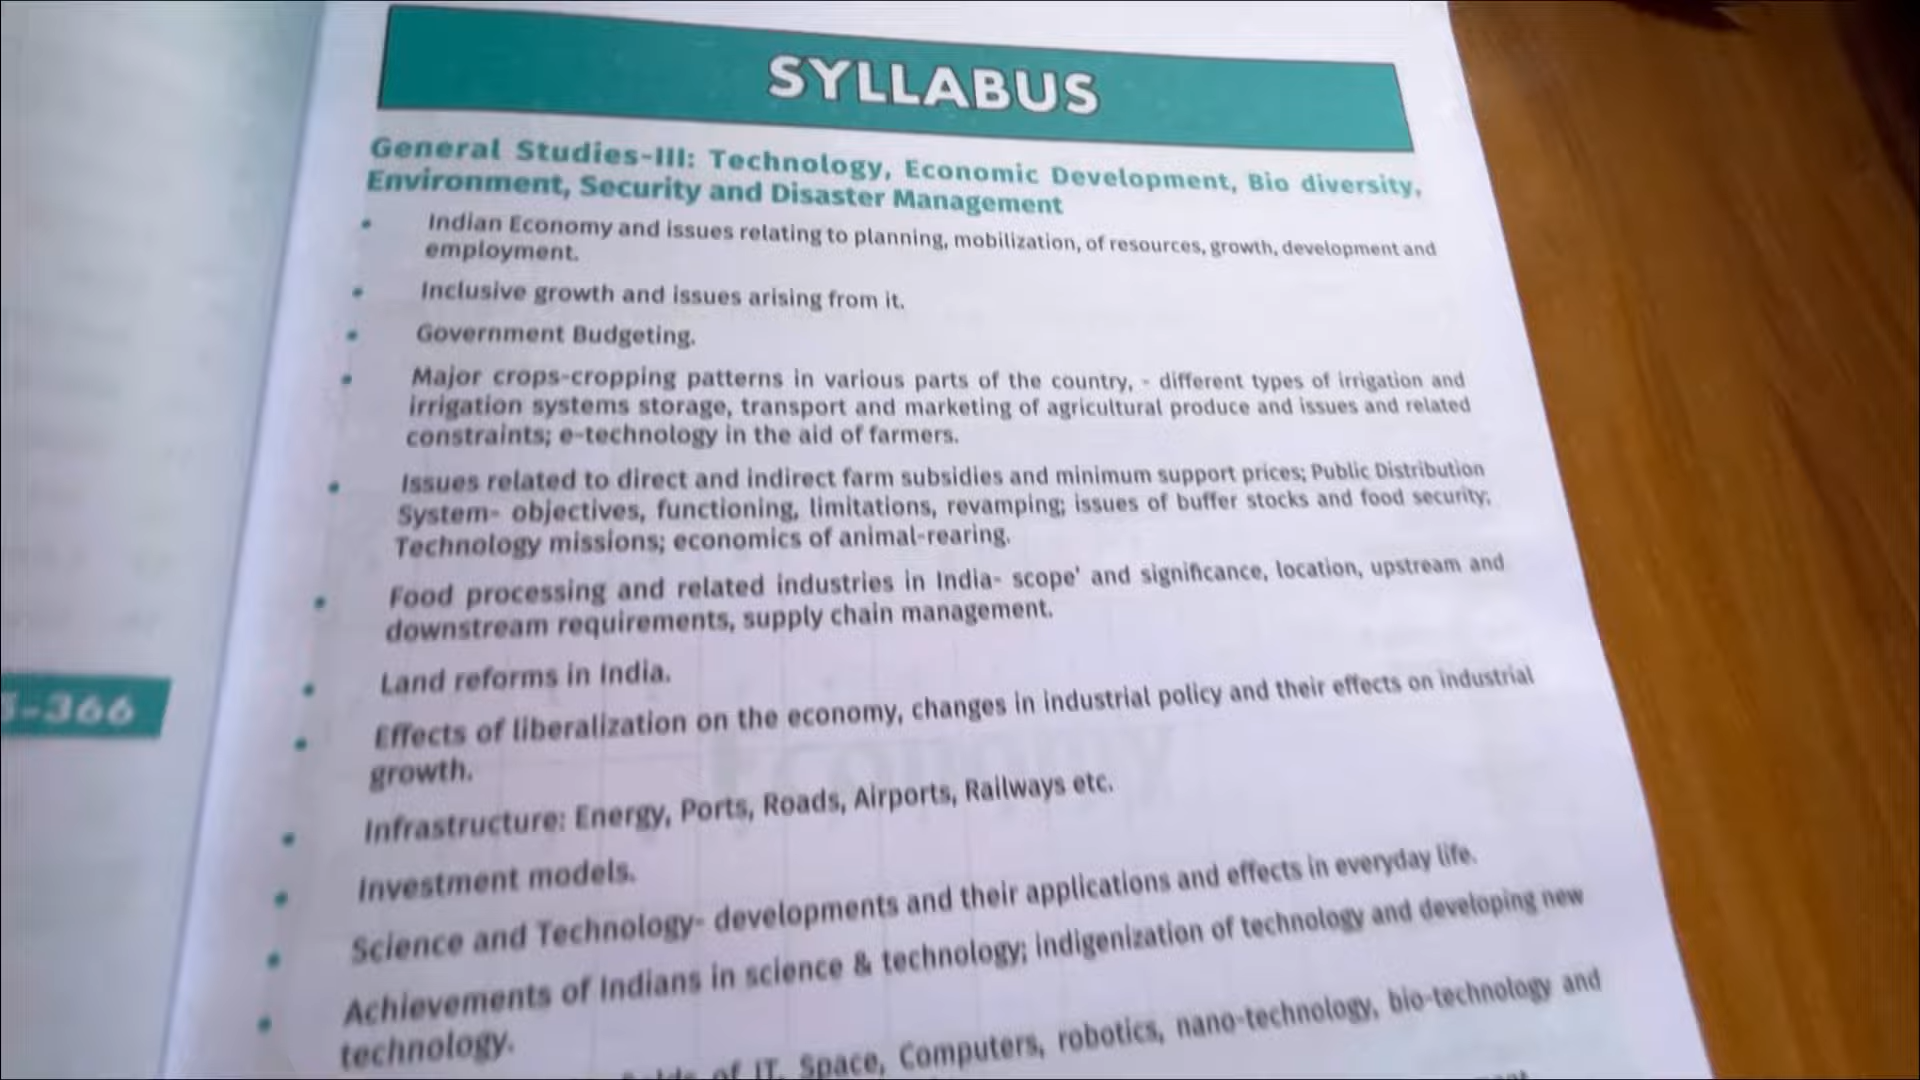 SYLLABUS
General Studies-III: Technology, Economic Development, Bio diversity,
Environment, Security and Disaster Management
• Indian Economy and issues relating to planning, mobilization, of resources, growth, development and
employment.
• Inclusive growth and issues arising from it.
• Government Budgeting.
• Major crops-cropping patterns in various parts of the country, - different types of irrigation and
irrigation systems storage, transport and marketing of agricultural produce and issues and related
constraints; e-technology in the aid of farmers.
• Issues related to direct and indirect farm subsidies and minimum support prices; Public Distribution
System- objectives, functioning, limitations, revamping; issues of buffer stocks and food security;
Technology missions; economics of animal-rearing.
• Food processing and related industries in India- scope' and significance, location, upstream and
downstream requirements, supply chain management.
• Land reforms in India.
• Effects of liberalization on the economy, changes in industrial policy and their effects on industrial
growth.
• Infrastructure: Energy, Ports, Roads, Airports, Railways etc.
• Investment models.
• Science and Technology- developments and their applications and effects in everyday life.
• Achievements of Indians in science & technology; indigenization of technology and developing new
technology.
of IT, Space, Computers, robotics, nano-technology, bio-technology and
-366